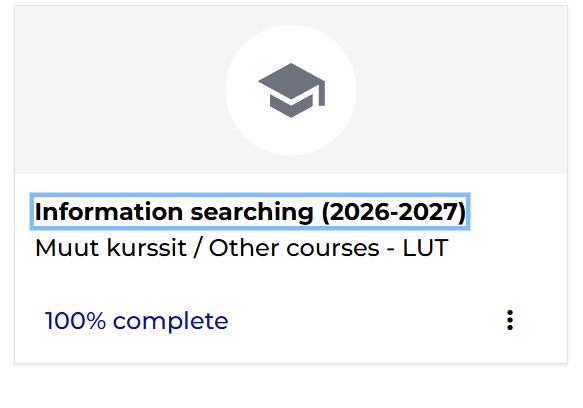 Information searching (2026-2027)
Muut kurssit / Other courses - LUT
100% complete